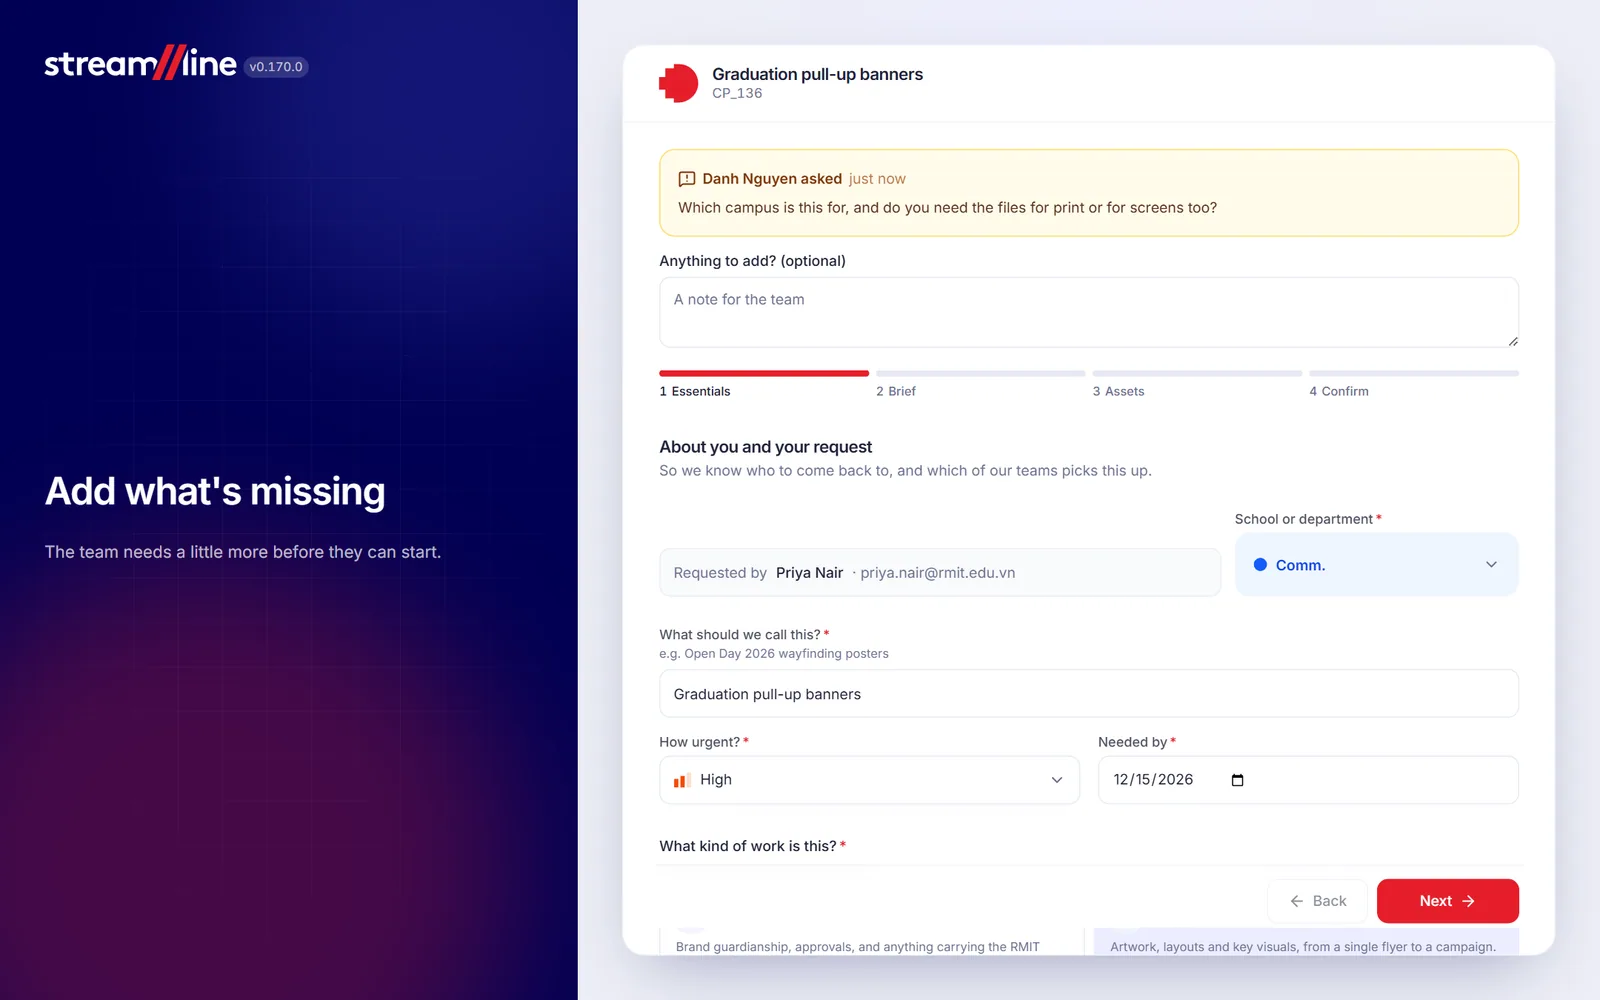 stream//line v0.170.0
Add what's missing
The team needs a little more before they can start.
Graduation pull-up banners
CP_136
Danh Nguyen asked just now
Which campus is this for, and do you need the files for print or for screens too?
Anything to add? (optional)
A note for the team
1 Essentials
2 Brief
3 Assets
4 Confirm
About you and your request
So we know who to come back to, and which of our teams picks this up.
School or department *
Requested by Priya Nair · priya.nair@rmit.edu.vn
Comm.
What should we call this? *
e.g. Open Day 2026 wayfinding posters
Graduation pull-up banners
How urgent? *
Needed by *
High
12/15/2026
What kind of work is this? *
Back
Next
Brand guardianship, approvals, and anything carrying the RMIT
Artwork, layouts and key visuals, from a single flyer to a campaign.